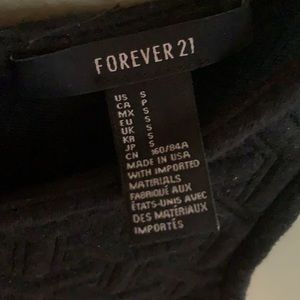 FOREVER 21
US S
CA P
MX S
EU S
UK S
KR S
JP S
CN 160/84A
MADE IN USA
WITH IMPORTED
MATERIALS
FABRIQUÉ AUX
ÉTATS-UNIS AVEC
DES MATÉRIAUX
IMPORTÉS